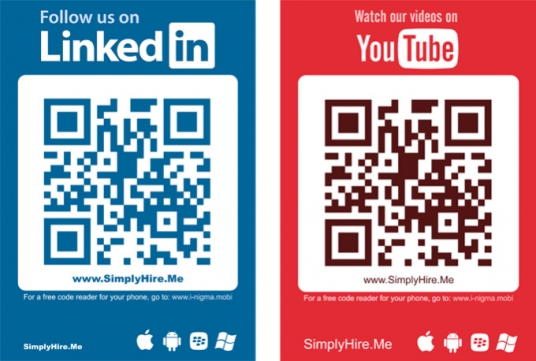 Follow us on
Linked in
www.SimplyHire.Me
For a free code reader for your phone, go to: www.i-nigma.mobi
SimplyHire.Me
Watch our videos on
YouTube
www.SimplyHire.Me
For a free code reader for your phone, go to: www.i-nigma.mobi
SimplyHire.Me